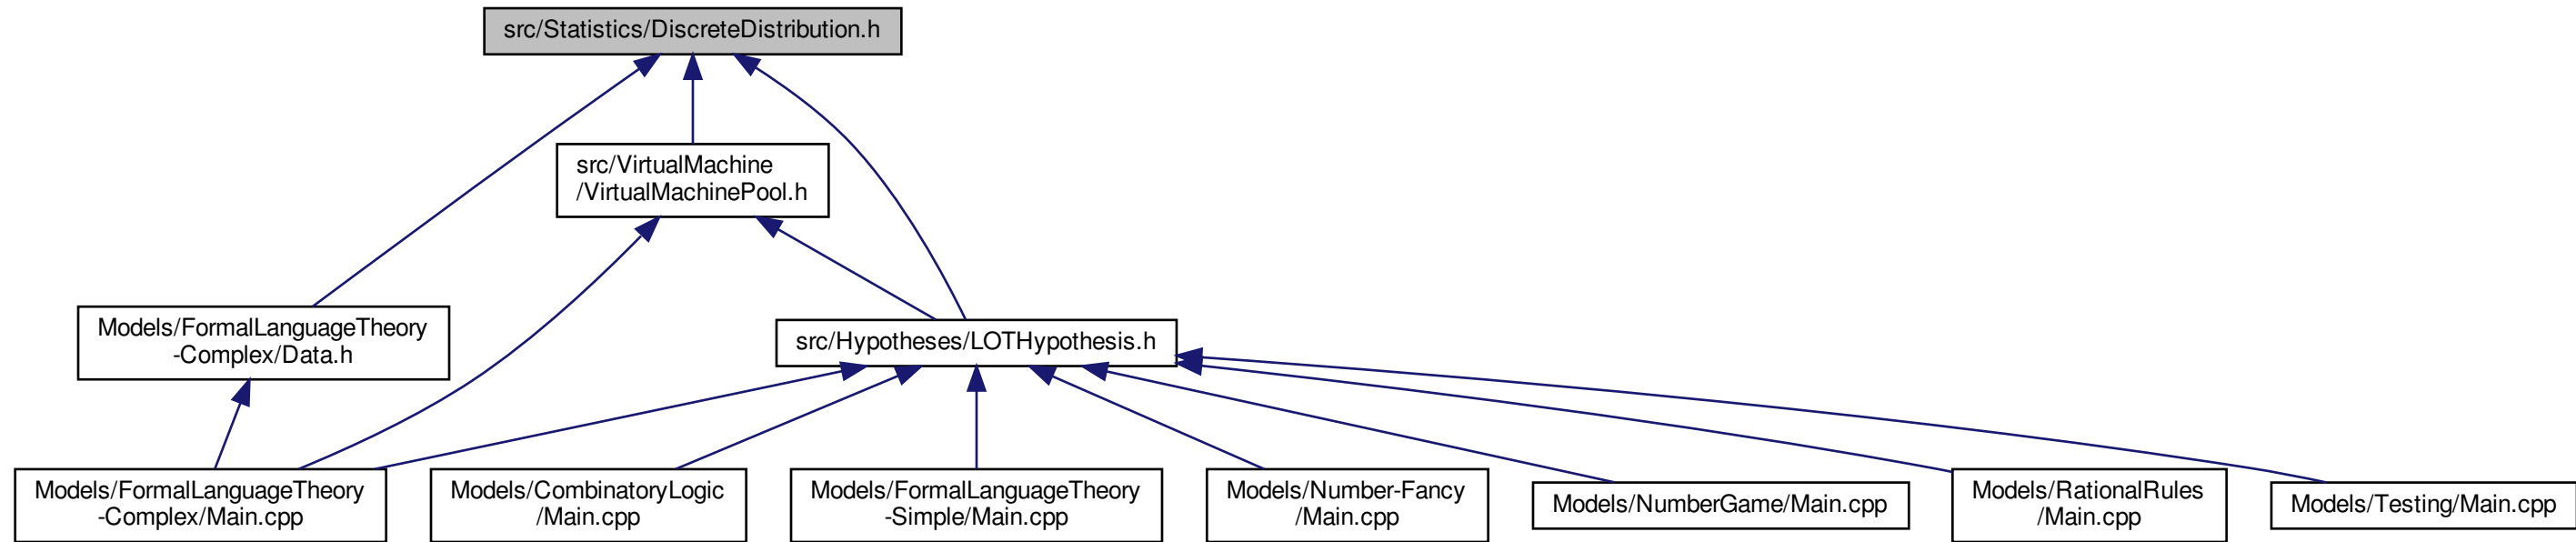 src/Statistics/DiscreteDistribution.h
src/VirtualMachine
/VirtualMachinePool.h
Models/FormalLanguageTheory
-Complex/Data.h
src/Hypotheses/LOTHypothesis.h
Models/FormalLanguageTheory
-Complex/Main.cpp
Models/CombinatoryLogic
/Main.cpp
Models/FormalLanguageTheory
-Simple/Main.cpp
Models/Number-Fancy
/Main.cpp
Models/NumberGame/Main.cpp
Models/RationalRules
/Main.cpp
Models/Testing/Main.cpp